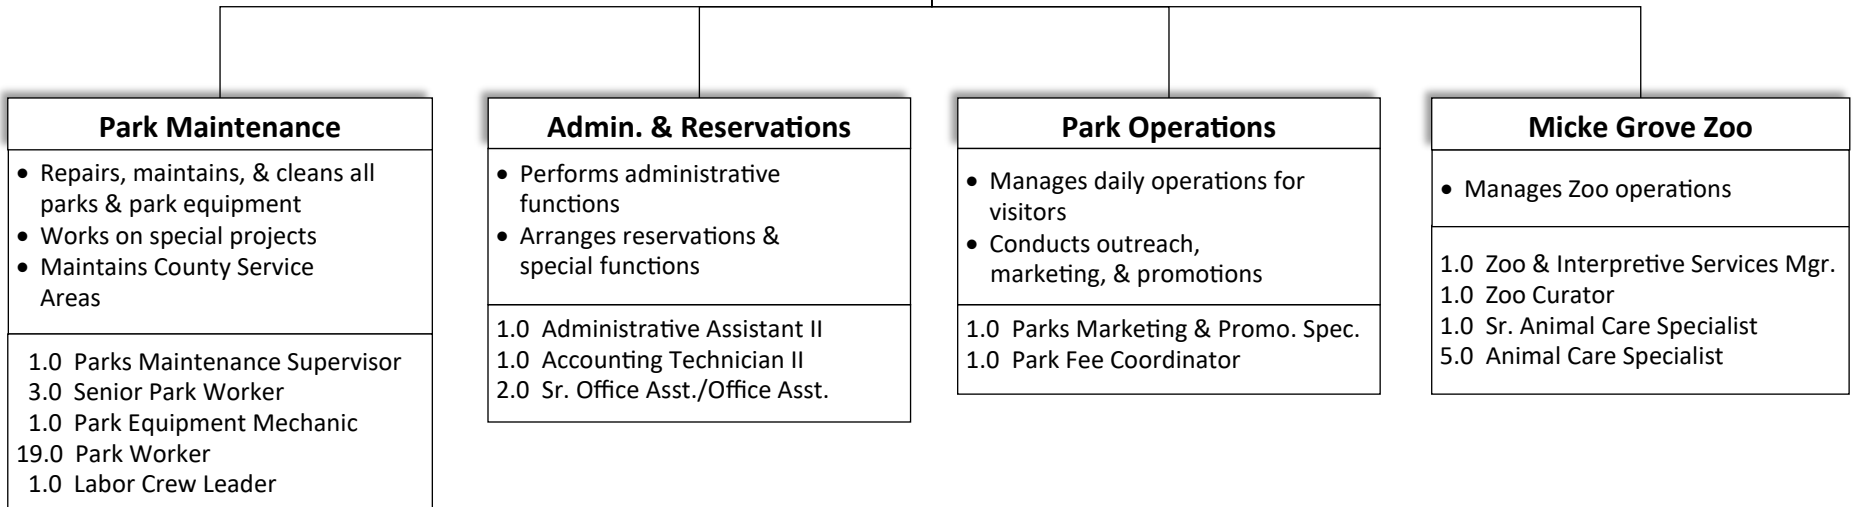 Park Maintenance
• Repairs, maintains, & cleans all
parks & park equipment
• Works on special projects
• Maintains County Service
Areas
1.0 Parks Maintenance Supervisor
3.0 Senior Park Worker
1.0 Park Equipment Mechanic
19.0 Park Worker
1.0 Labor Crew Leader
Admin. & Reservations
• Performs administrative
functions
• Arranges reservations &
special functions
1.0 Administrative Assistant II
1.0 Accounting Technician II
2.0 Sr. Office Asst./Office Asst.
Park Operations
• Manages daily operations for
visitors
• Conducts outreach,
marketing, & promotions
1.0 Parks Marketing & Promo. Spec.
1.0 Park Fee Coordinator
Micke Grove Zoo
• Manages Zoo operations
1.0 Zoo & Interpretive Services Mgr.
1.0 Zoo Curator
1.0 Sr. Animal Care Specialist
5.0 Animal Care Specialist